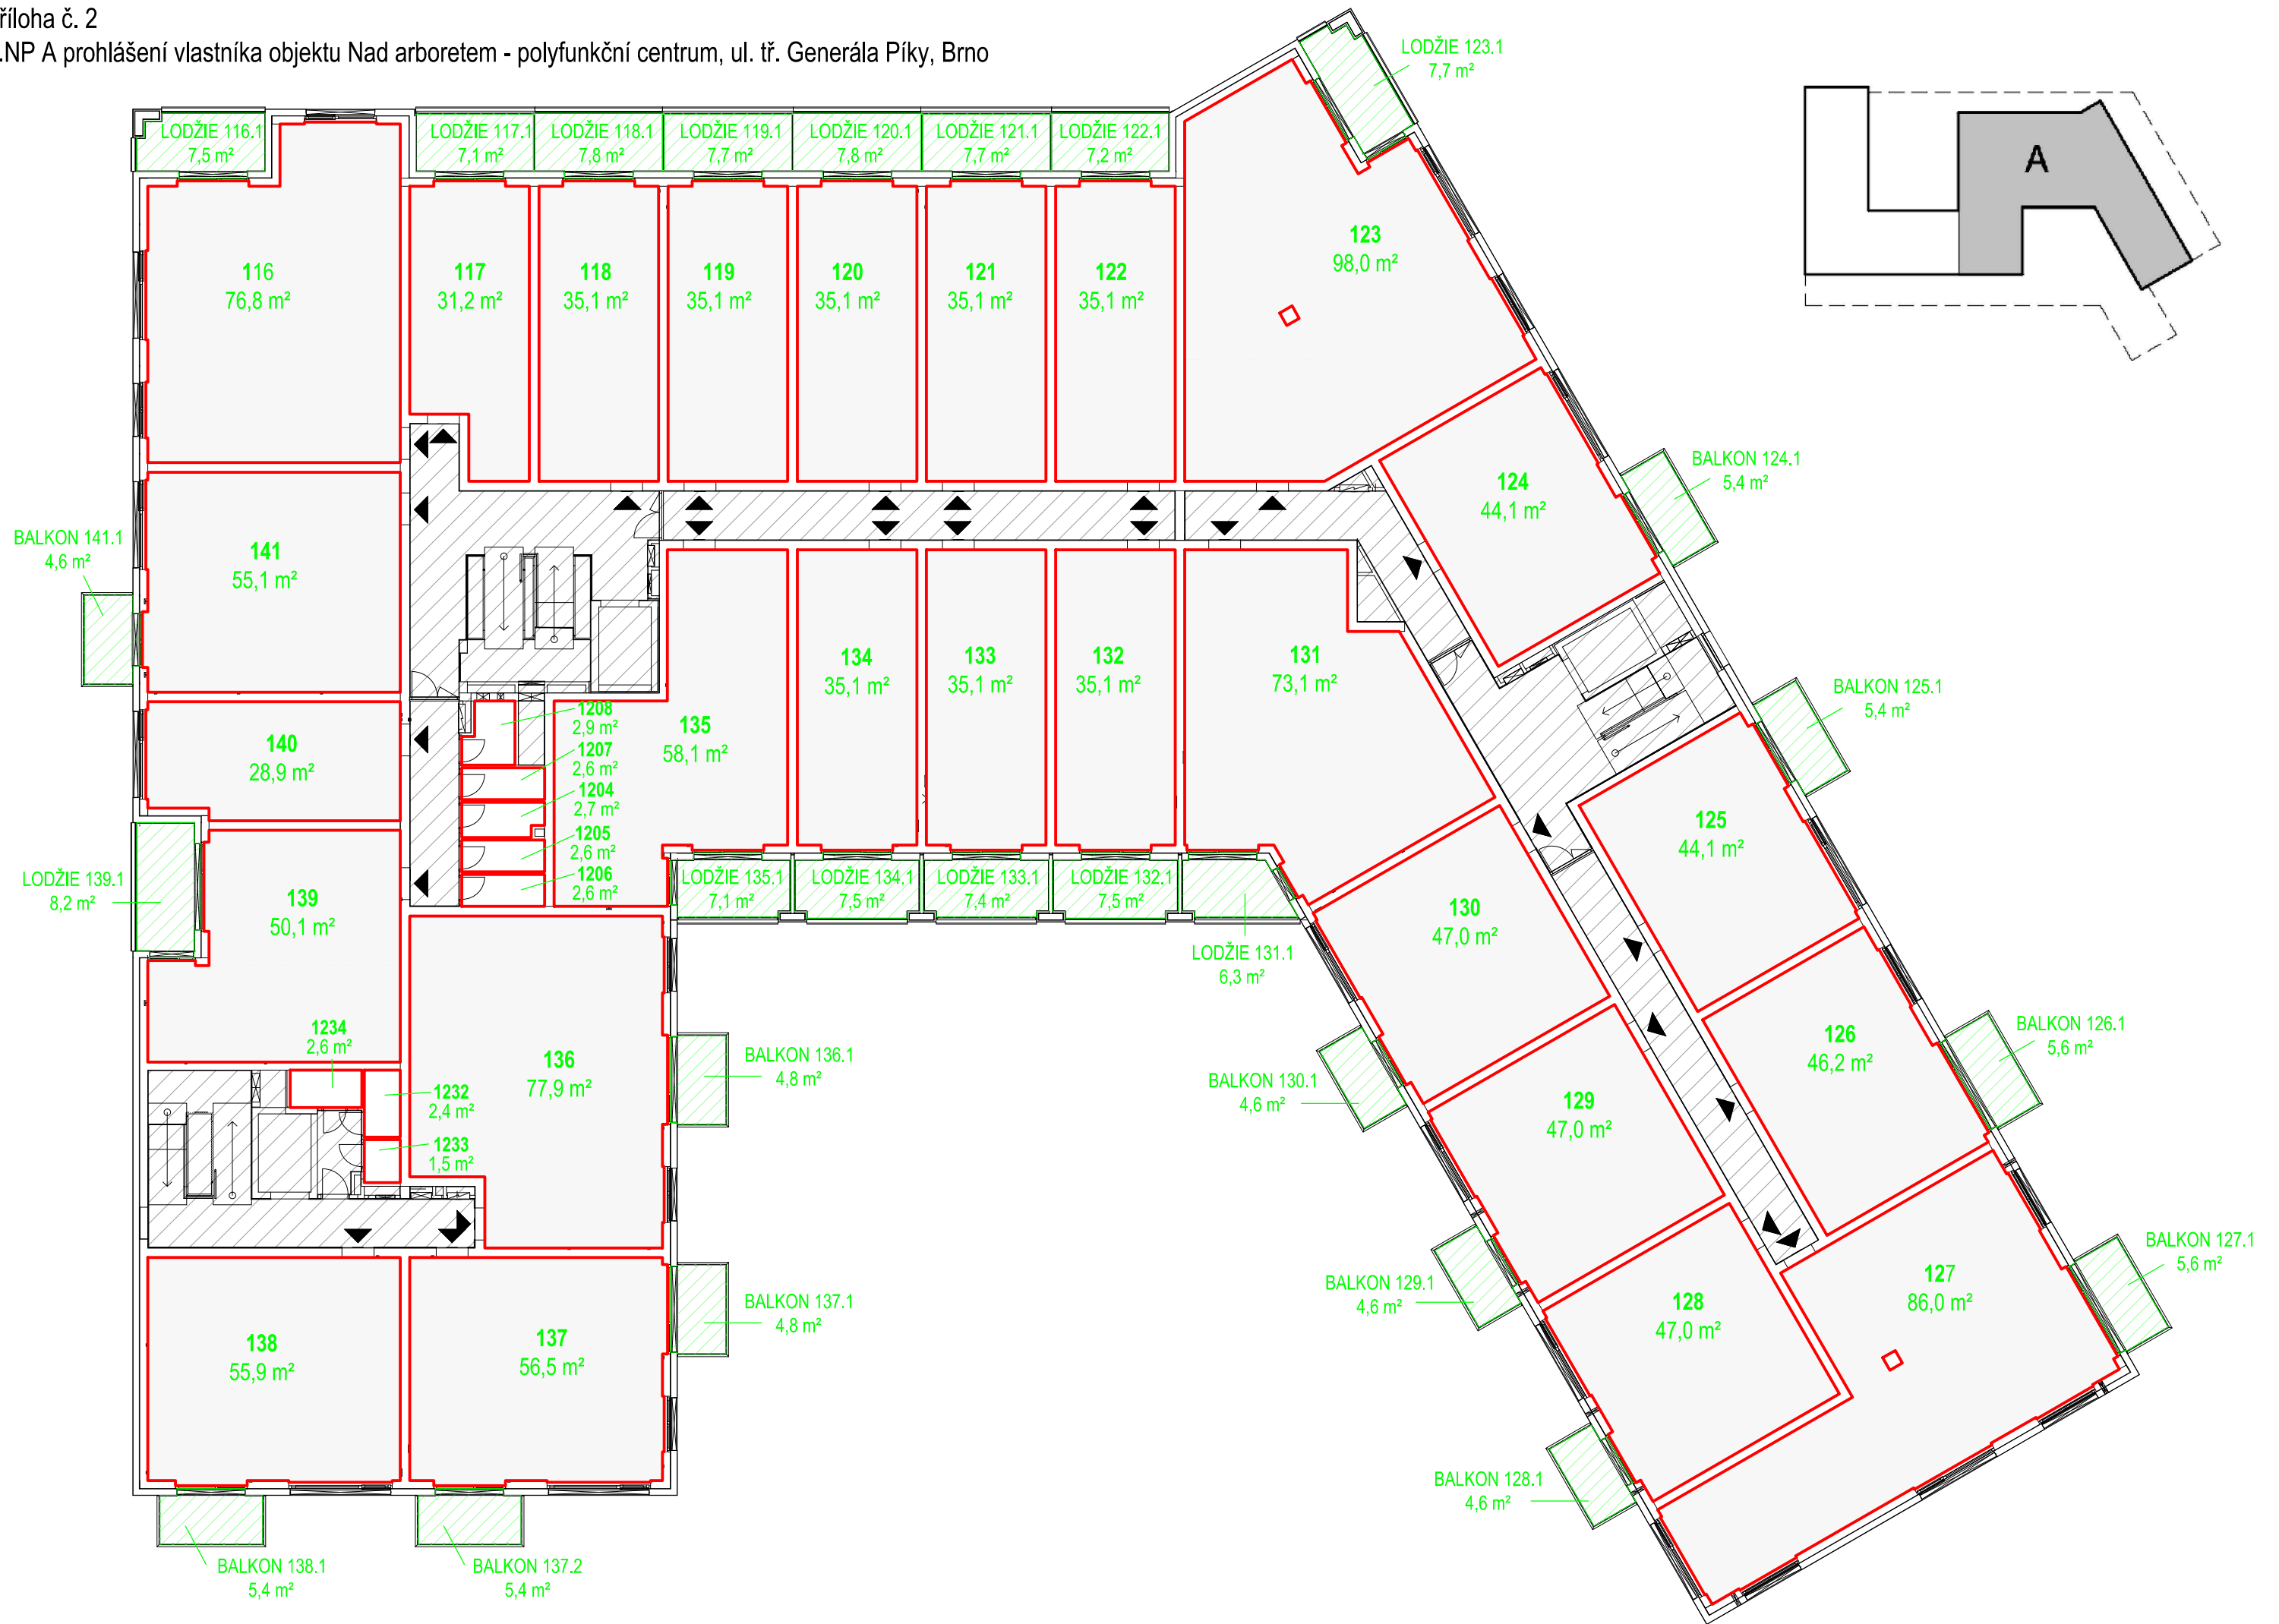 říloha č. 2
.NP A prohlášení vlastníka objektu Nad arboretem - polyfunkční centrum, ul. tř. Generála Píky, Brno
LODŽIE 123.1
7,7 m²
A
LODŽIE 116.1
7,5 m²
LODŽIE 117.1
7,1 m²
LODŽIE 118.1
7,8 m²
LODŽIE 119.1
7,7 m²
LODŽIE 120.1
7,8 m²
LODŽIE 121.1
7,7 m²
LODŽIE 122.1
7,2 m²
116
76,8 m²
117
31,2 m²
118
35,1 m²
119
35,1 m²
120
35,1 m²
121
35,1 m²
122
35,1 m²
123
98,0 m²
124
44,1 m²
BALKON 124.1
5,4 m²
BALKON 141.1
4,6 m²
141
55,1 m²
135
58,1 m²
134
35,1 m²
133
35,1 m²
132
35,1 m²
131
73,1 m²
BALKON 125.1
5,4 m²
140
28,9 m²
1208
2,9 m²
1207
2,6 m²
1204
2,7 m²
1205
2,6 m²
1206
2,6 m²
125
44,1 m²
LODŽIE 139.1
8,2 m²
139
50,1 m²
LODŽIE 135.1
7,1 m²
LODŽIE 134.1
7,5 m²
LODŽIE 133.1
7,4 m²
LODŽIE 132.1
7,5 m²
LODŽIE 131.1
6,3 m²
130
47,0 m²
126
46,2 m²
BALKON 126.1
5,6 m²
1234
2,6 m²
1232
2,4 m²
1233
1,5 m²
136
77,9 m²
BALKON 136.1
4,8 m²
BALKON 130.1
4,6 m²
129
47,0 m²
BALKON 127.1
5,6 m²
127
86,0 m²
BALKON 137.1
4,8 m²
BALKON 129.1
4,6 m²
128
47,0 m²
138
55,9 m²
137
56,5 m²
BALKON 128.1
4,6 m²
BALKON 138.1
5,4 m²
BALKON 137.2
5,4 m²